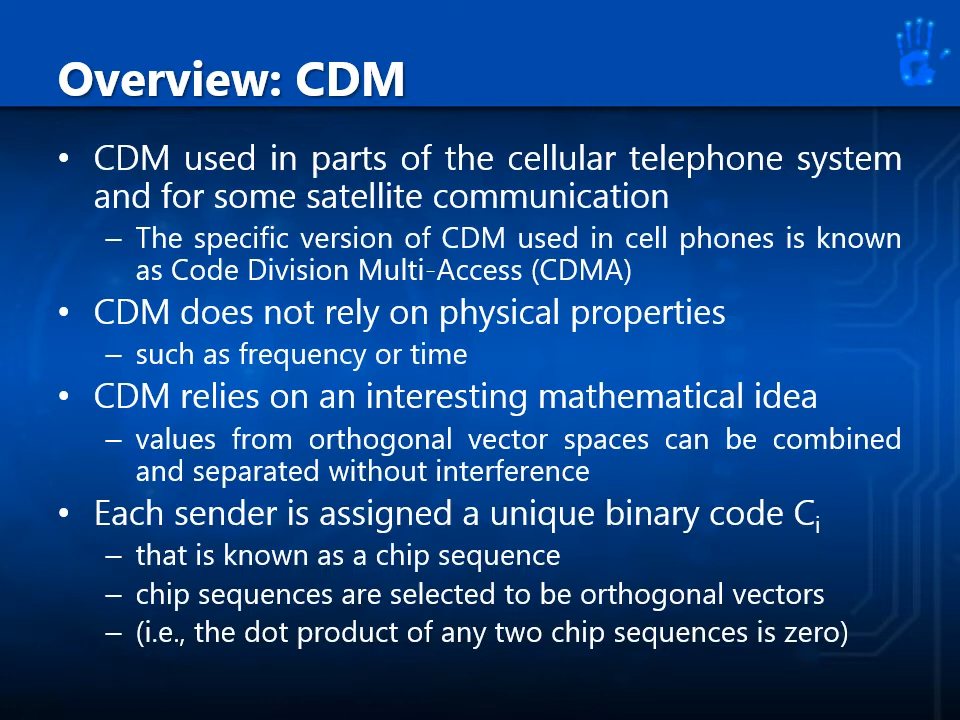 Overview: CDM
• CDM used in parts of the cellular telephone system
and for some satellite communication
– The specific version of CDM used in cell phones is known
as Code Division Multi-Access (CDMA)
• CDM does not rely on physical properties
– such as frequency or time
• CDM relies on an interesting mathematical idea
– values from orthogonal vector spaces can be combined
and separated without interference
• Each sender is assigned a unique binary code Cᵢ
– that is known as a chip sequence
– chip sequences are selected to be orthogonal vectors
– (i.e., the dot product of any two chip sequences is zero)